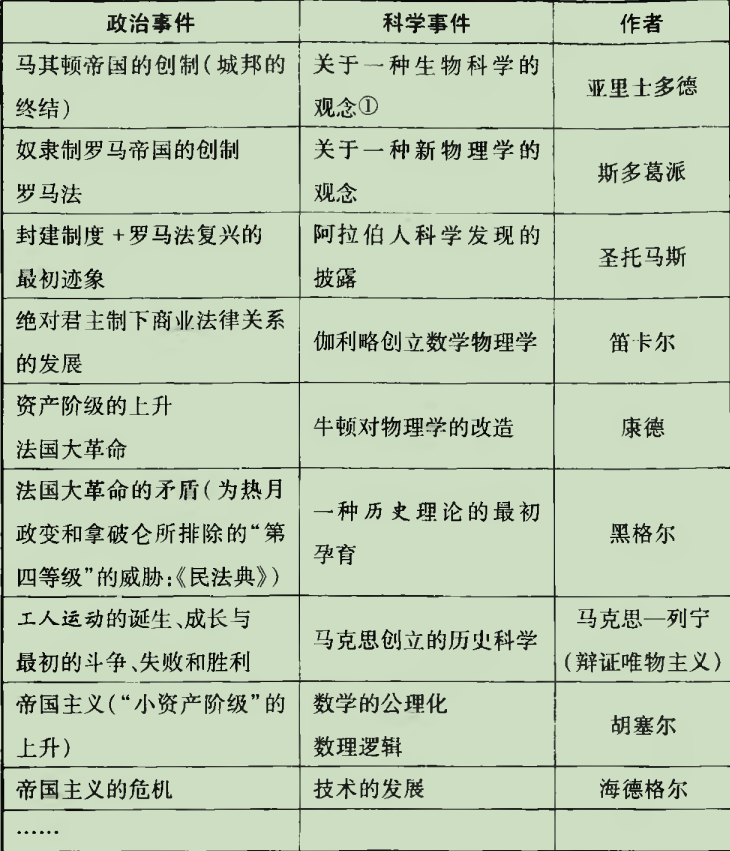 政治事件 科学事件 作者
马其顿帝国的创制(城邦的
终结)
关于一种生物科学的
观念①
亚里士多德
奴隶制罗马帝国的创制
罗马法
关于一种新物理学的
观念
斯多葛派
封建制度+罗马法复兴的
最初迹象
阿拉伯人科学发现的
披露
圣托马斯
绝对君主制下商业法律关系
的发展
伽利略创立数学物理学
笛卡尔
资产阶级的上升
法国大革命
牛顿对物理学的改造
康德
法国大革命的矛盾(为热月
政变和拿破仑所排除的“第
四等级”的威胁:《民法典》)
一种历史理论的最初
孕育
黑格尔
工人运动的诞生、成长与
最初的斗争、失败和胜利
马克思创立的历史科学
马克思—列宁
(辩证唯物主义)
帝国主义(“小资产阶级”的
上升)
数学的公理化
数理逻辑
胡塞尔
帝国主义的危机
技术的发展
海德格尔
……